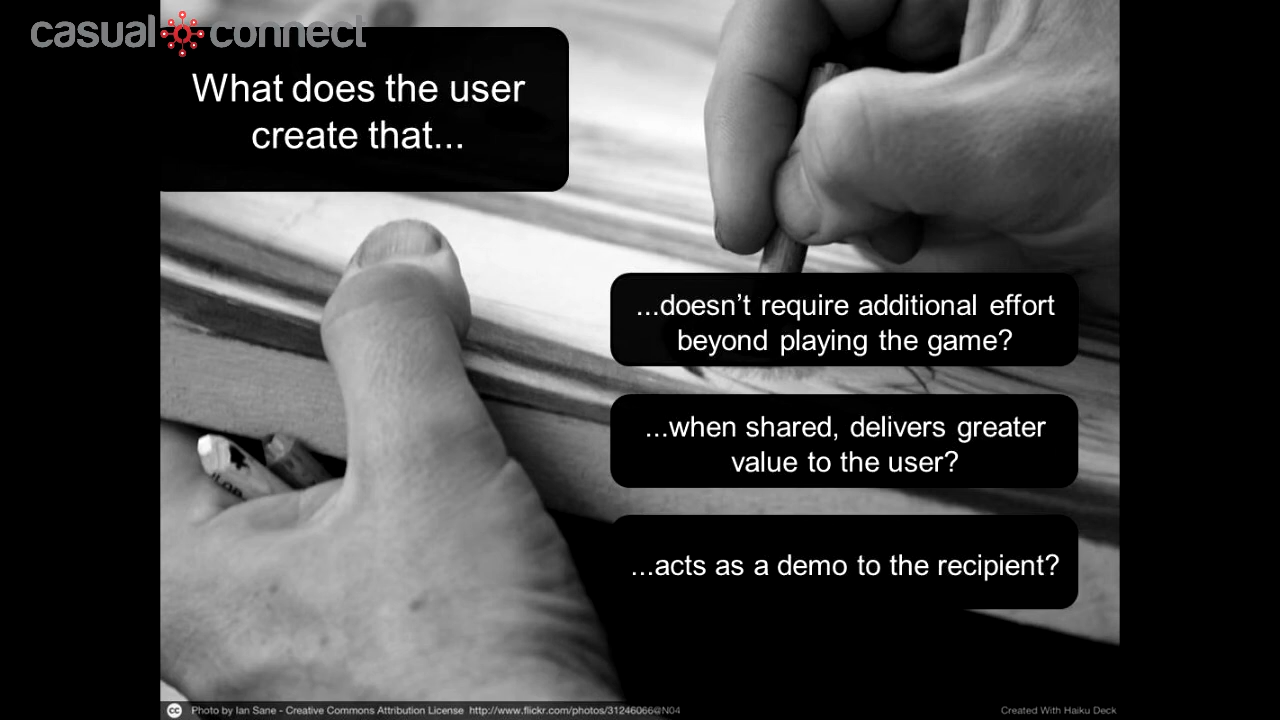 casual connect
What does the user
create that...
...doesn’t require additional effort
beyond playing the game?
...when shared, delivers greater
value to the user?
...acts as a demo to the recipient?
cc Photo by Ian Sane - Creative Commons Attribution License http://www.flickr.com/photos/31246066@N04
Created With Haiku Deck